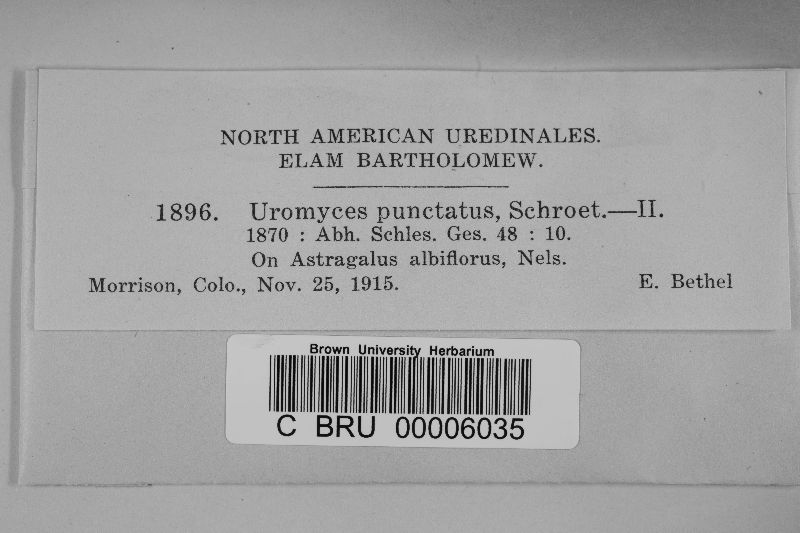 NORTH AMERICAN UREDINALES.
ELAM BARTHOLOMEW.
1896. Uromyces punctatus, Schroet.—II.
1870 : Abh. Schles. Ges. 48 : 10.
On Astragalus albiflorus, Nels.
Morrison, Colo., Nov. 25, 1915. E. Bethel
Brown University Herbarium
C BRU 00006035